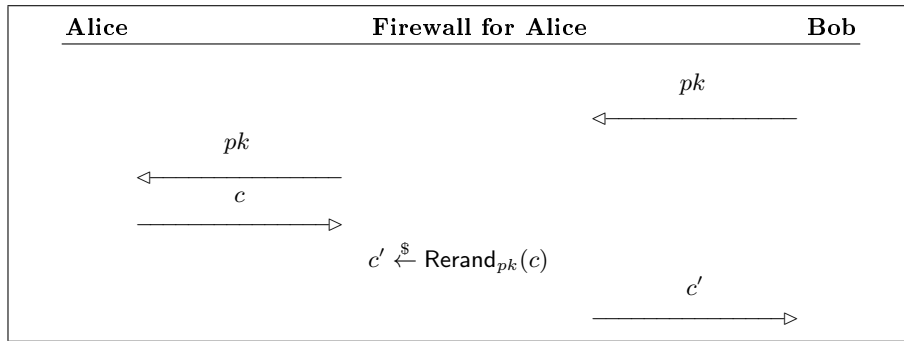 Alice Firewall for Alice Bob
pk
pk
c
c′ ←$ Rerand_pk(c)
c′